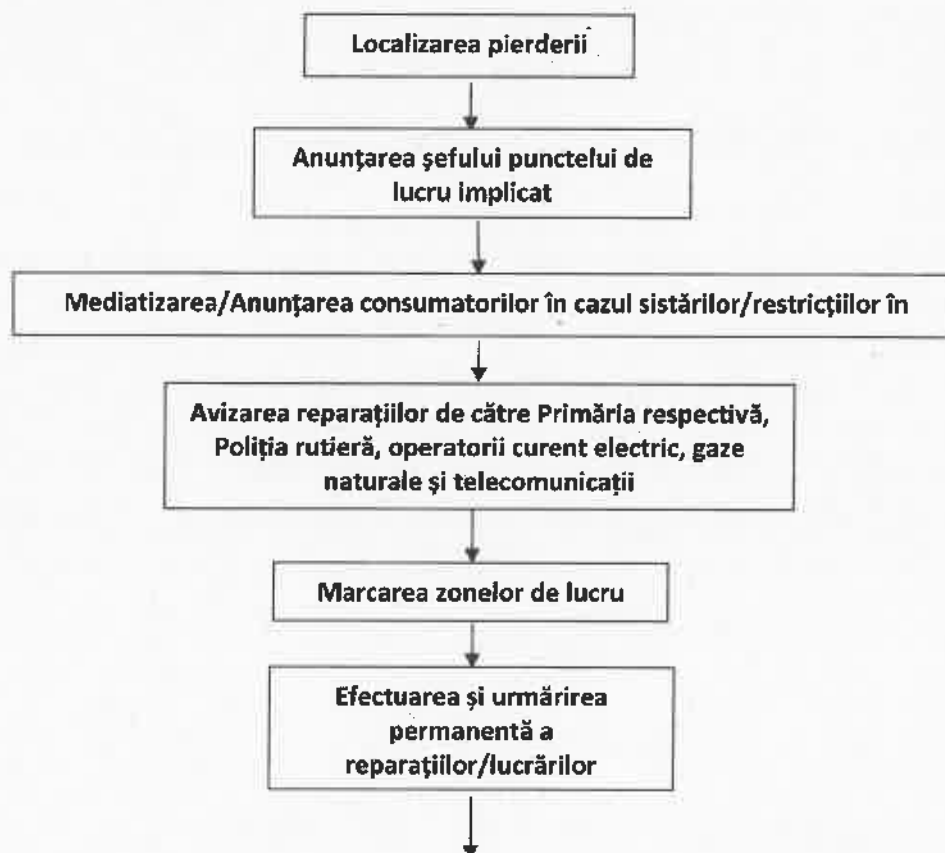 Localizarea pierderii
Anunțarea șefului punctelui de
lucru implicat
Mediatizarea/Anunțarea consumatorilor în cazul sistărilor/restricțiilor în
Avizarea reparațiilor de către Primăria respectivă,
Poliția rutieră, operatorii curent electric, gaze
naturale și telecomunicații
Marcarea zonelor de lucru
Efectuarea și urmărirea
permanentă a
reparațiilor/lucrărilor